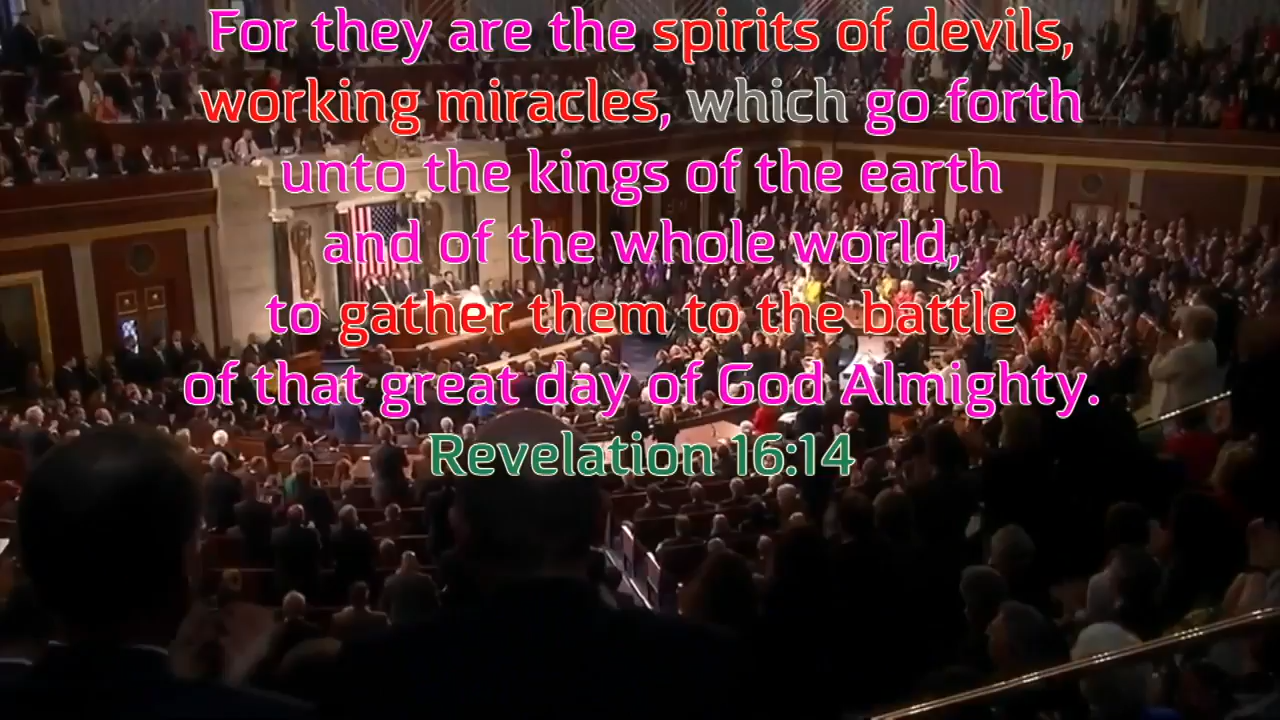 For they are the spirits of devils,
working miracles, which go forth
unto the kings of the earth
and of the whole world,
to gather them to the battle
of that great day of God Almighty.
Revelation 16:14